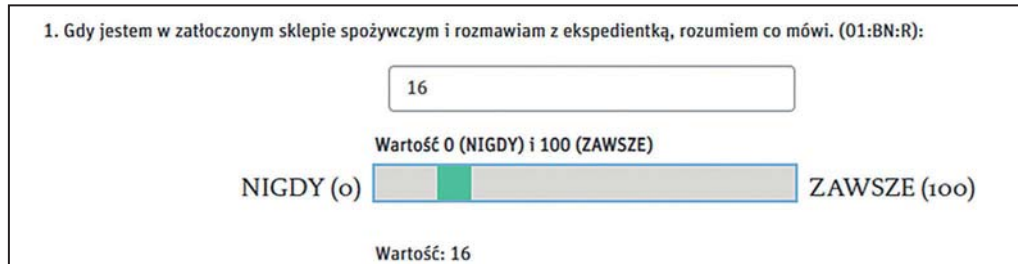 1. Gdy jestem w zatłoczonym sklepie spożywczym i rozmawiam z ekspedientką, rozumiem co mówi. (01:BN:R):
16
Wartość 0 (NIGDY) i 100 (ZAWSZE)
NIGDY (0) ZAWSZE (100)
Wartość: 16